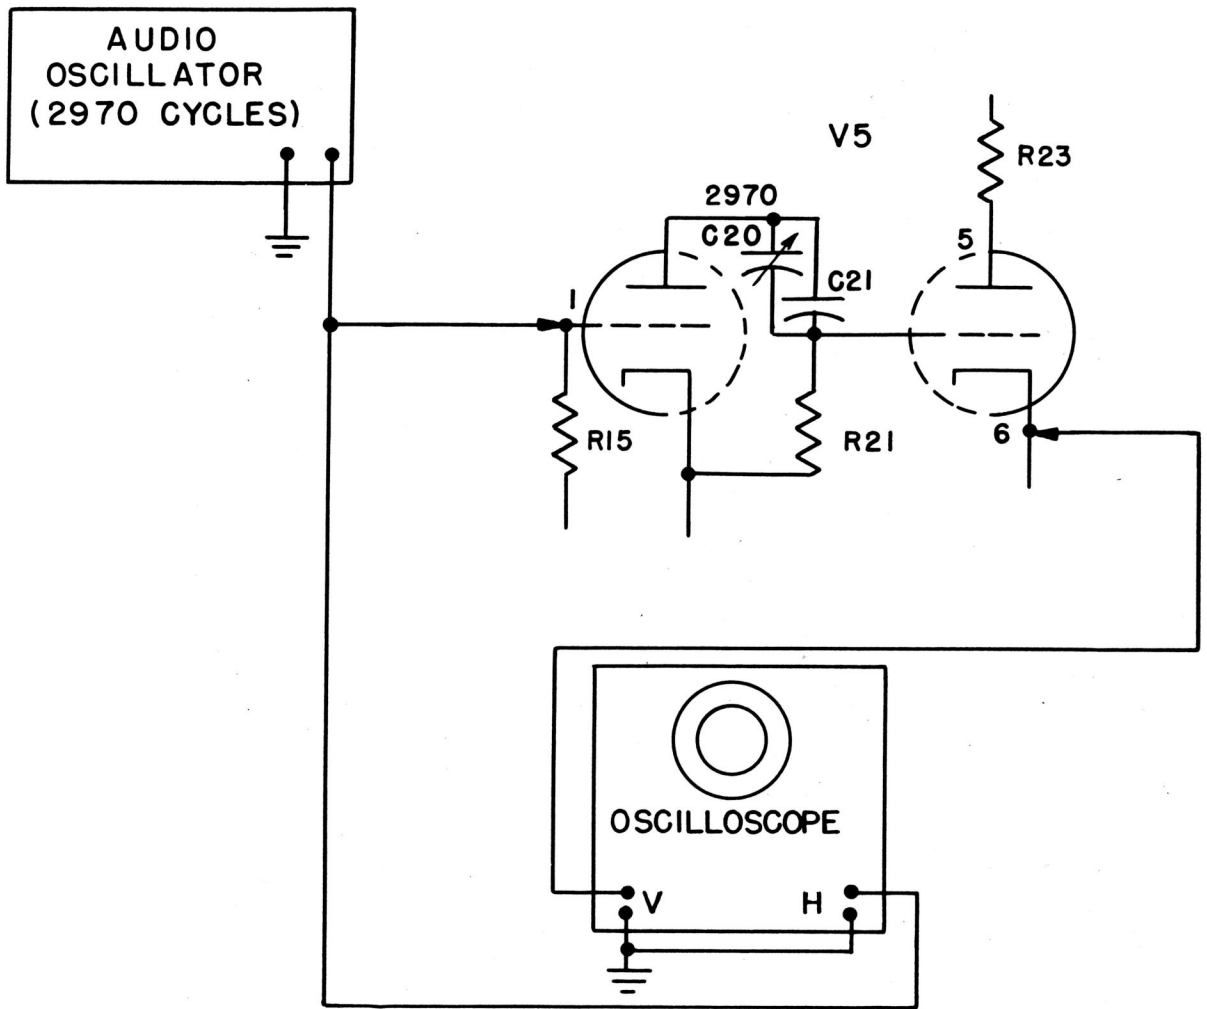 AUDIO
OSCILLATOR
(2970 CYCLES)
V5
R23
2970
C20
5
C21
1
R15
R21
6
OSCILLOSCOPE
V
H